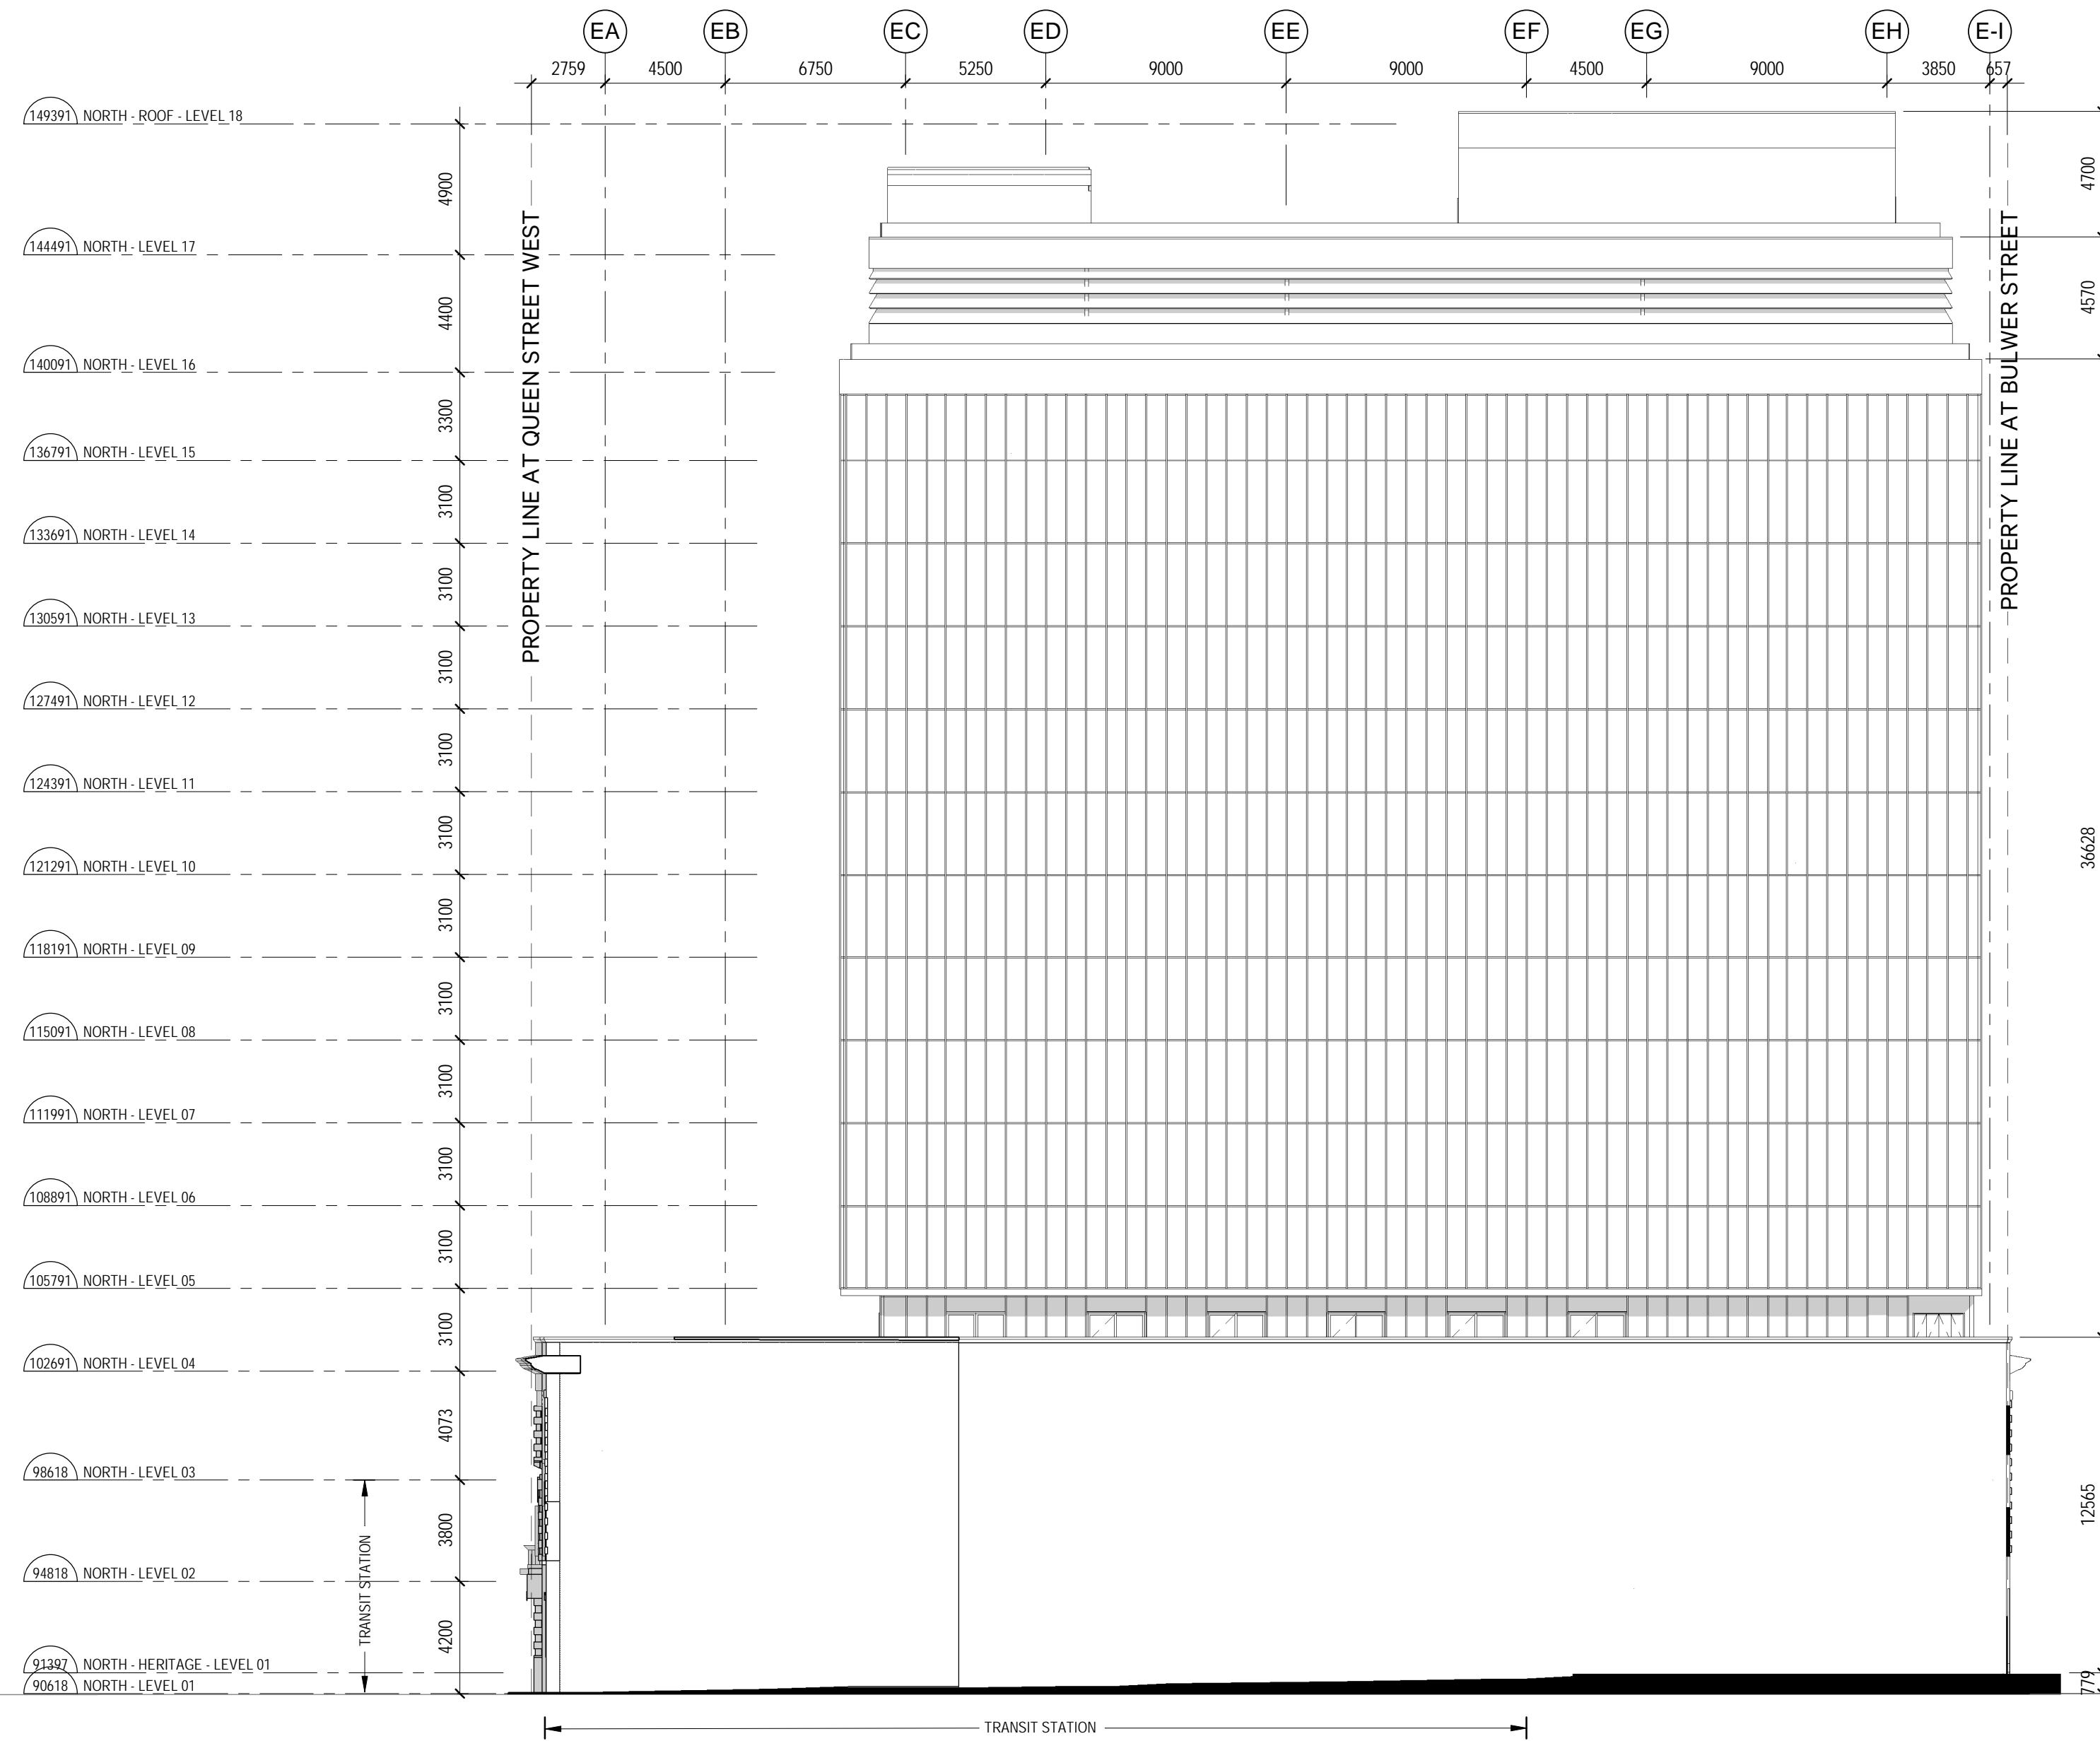 EA EB EC ED EE EF EG EH E-I
2759 4500 6750 5250 9000 9000 4500 9000 3850 657
149391 NORTH - ROOF - LEVEL 18
4900
144491 NORTH - LEVEL 17
4400
140091 NORTH - LEVEL 16
3300
136791 NORTH - LEVEL 15
3100
133691 NORTH - LEVEL 14
3100
130591 NORTH - LEVEL 13
3100
127491 NORTH - LEVEL 12
3100
124391 NORTH - LEVEL 11
3100
121291 NORTH - LEVEL 10
3100
118191 NORTH - LEVEL 09
3100
115091 NORTH - LEVEL 08
3100
111991 NORTH - LEVEL 07
3100
108891 NORTH - LEVEL 06
3100
105791 NORTH - LEVEL 05
3100
102691 NORTH - LEVEL 04
4073
98618 NORTH - LEVEL 03
3800
94818 NORTH - LEVEL 02
4200
91397 NORTH - HERITAGE - LEVEL 01
90618 NORTH - LEVEL 01
TRANSIT STATION
PROPERTY LINE AT QUEEN STREET WEST
PROPERTY LINE AT BULWER STREET
4700
4570
36628
12565
779
TRANSIT STATION